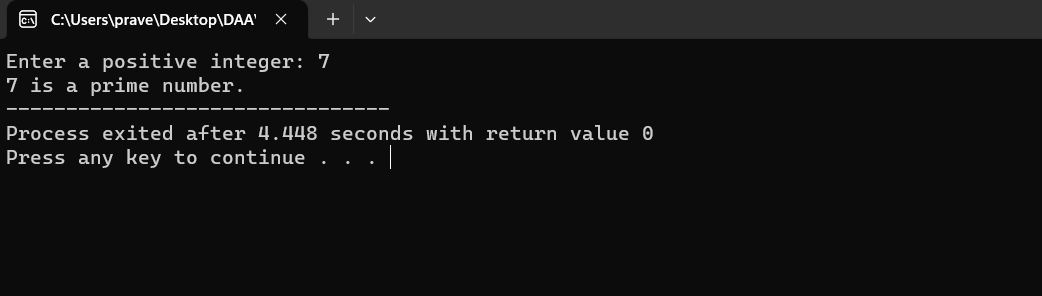 C:\Users\prave\Desktop\DAA\
Enter a positive integer: 7
7 is a prime number.
--------------------------------
Process exited after 4.448 seconds with return value 0
Press any key to continue . . .